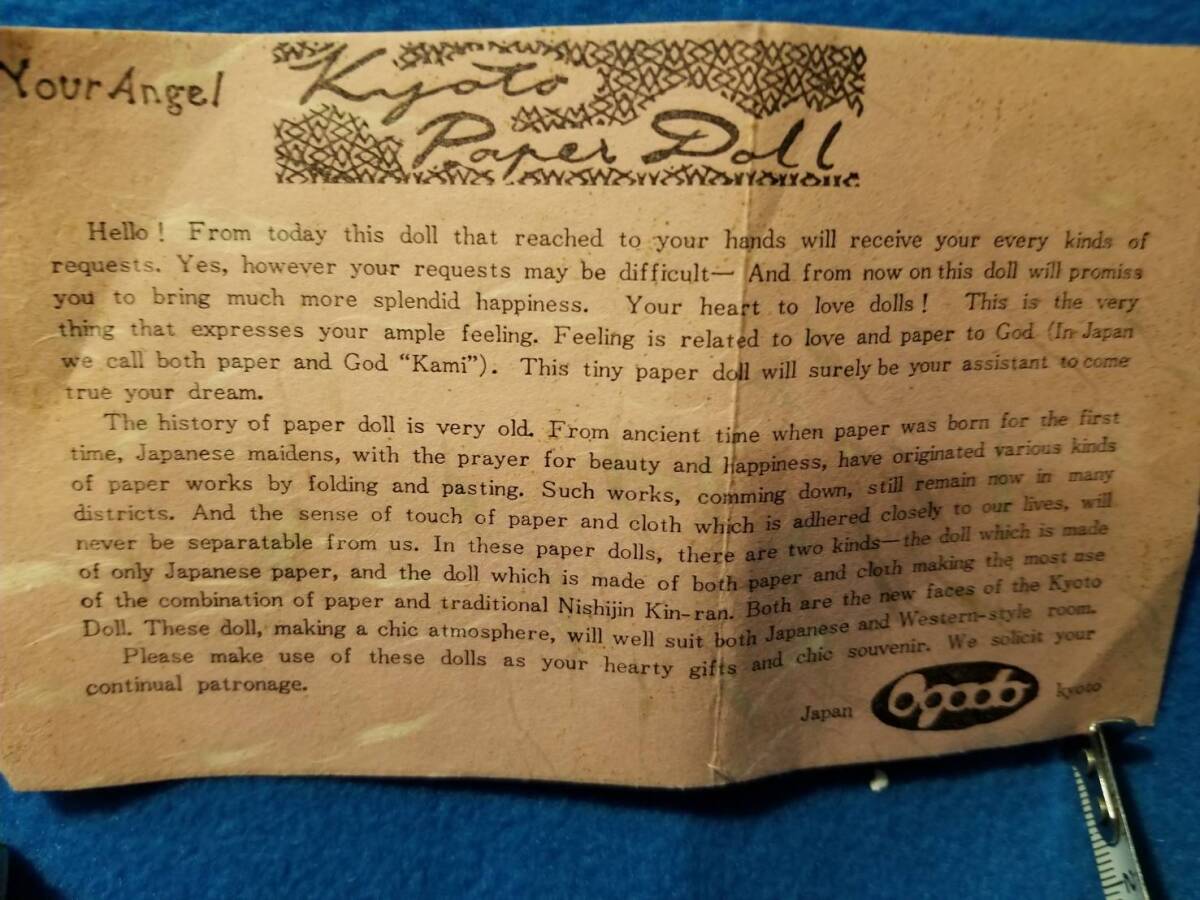 Your Angel
Kyoto
Paper Doll
Hello! From today this doll that reached to your hands will receive your every kinds of
requests. Yes, however your requests may be difficult— And from now on this doll will promiss
you to bring much more splendid happiness. Your heart to love dolls! This is the very
thing that expresses your ample feeling. Feeling is related to love and paper to God (In Japan
we call both paper and God “Kami”). This tiny paper doll will surely be your assistant to come
true your dream.
The history of paper doll is very old. From ancient time when paper was born for the first
time, Japanese maidens, with the prayer for beauty and happiness, have originated various kinds
of paper works by folding and pasting. Such works, comming down, still remain now in many
districts. And the sense of touch of paper and cloth which is adhered closely to our lives, will
never be separatable from us. In these paper dolls, there are two kinds—the doll which is made
of only Japanese paper, and the doll which is made of both paper and cloth making the most use
of the combination of paper and traditional Nishijin Kin-ran. Both are the new faces of the Kyoto
Doll. These doll, making a chic atmosphere, will well suit both Japanese and Western-style room.
Please make use of these dolls as your hearty gifts and chic souvenir. We solicit your
continual patronage.
Japan kyoto